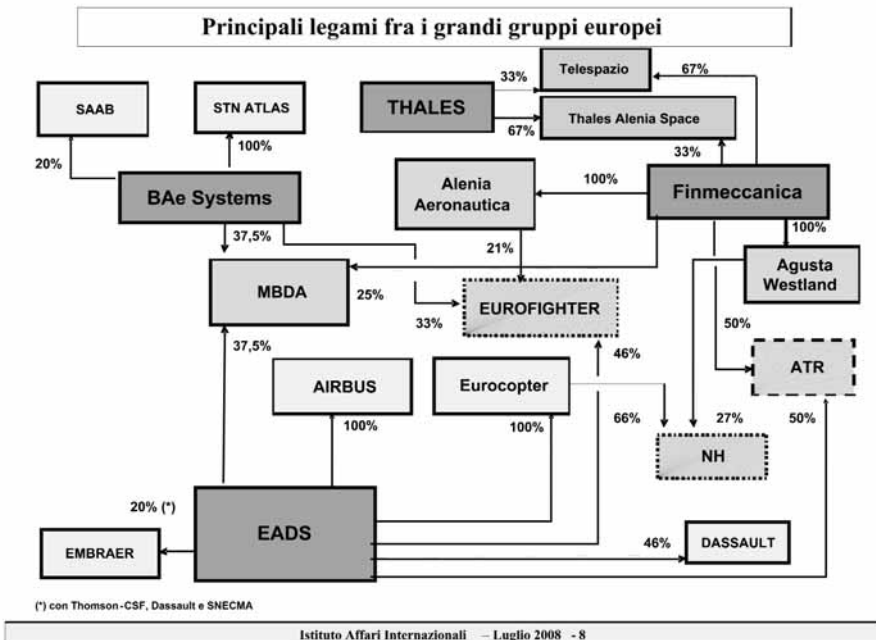 Principali legami fra i grandi gruppi europei
Telespazio
33%
67%
SAAB
STN ATLAS
THALES
Thales Alenia Space
67%
33%
20%
100%
BAe Systems
Alenia
Aeronautica
100%
Finmeccanica
37,5%
21%
100%
MBDA
25%
EUROFIGHTER
33%
Agusta
Westland
50%
37,5%
46%
ATR
AIRBUS
Eurocopter
100%
100%
66%
27%
50%
NH
20% (*)
EADS
EMBRAER
46%
DASSAULT
(*) con Thomson-CSF, Dassault e SNECMA
Istituto Affari Internazionali – Luglio 2008 - 8